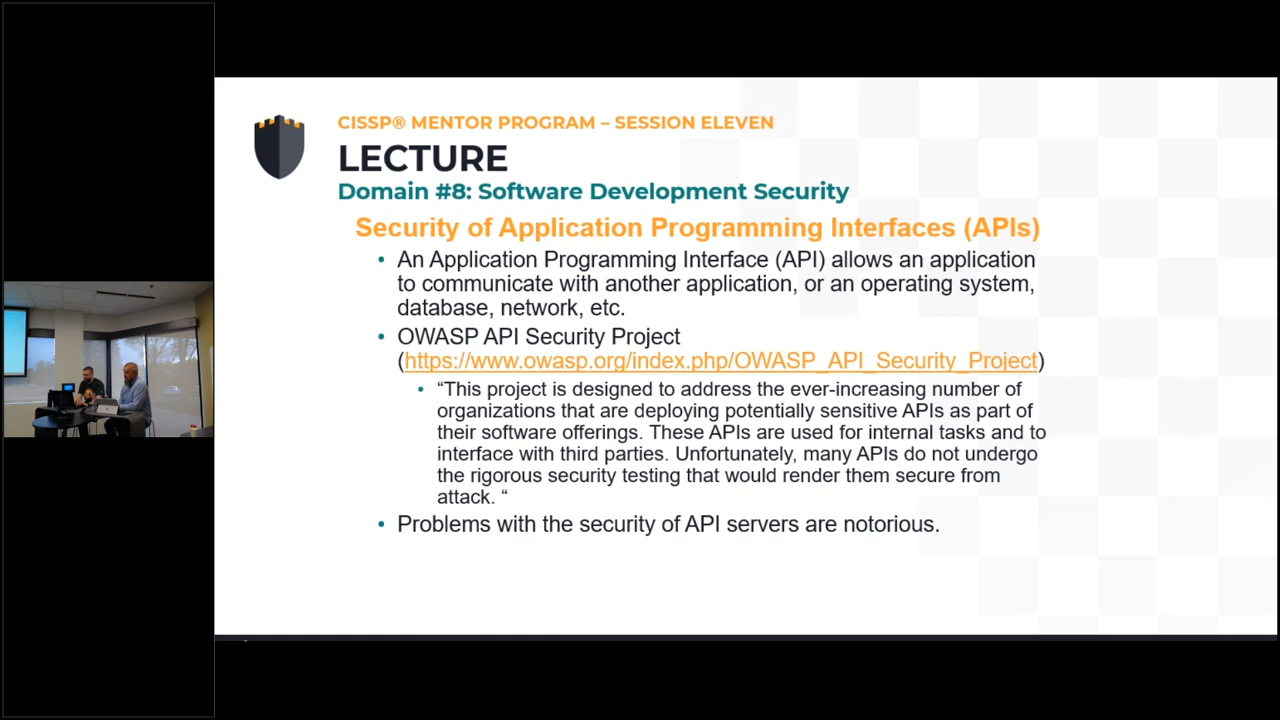 CISSP® MENTOR PROGRAM – SESSION ELEVEN
LECTURE
Domain #8: Software Development Security
Security of Application Programming Interfaces (APIs)
• An Application Programming Interface (API) allows an application
to communicate with another application, or an operating system,
database, network, etc.
• OWASP API Security Project
(https://www.owasp.org/index.php/OWASP_API_Security_Project)
• “This project is designed to address the ever-increasing number of
organizations that are deploying potentially sensitive APIs as part of
their software offerings. These APIs are used for internal tasks and to
interface with third parties. Unfortunately, many APIs do not undergo
the rigorous security testing that would render them secure from
attack. “
• Problems with the security of API servers are notorious.